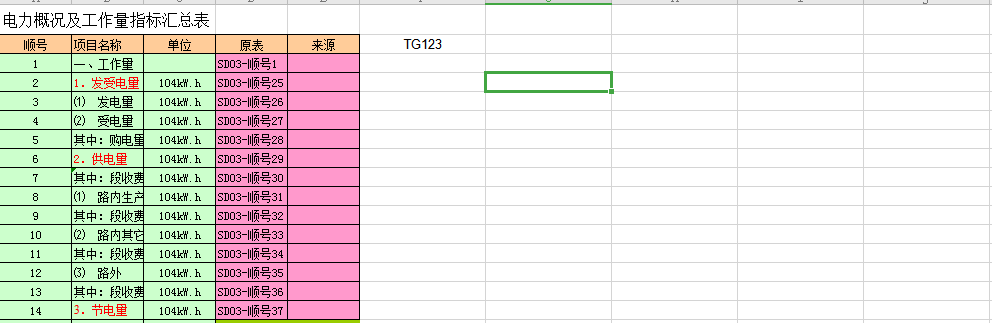 电力概况及工作量指标汇总表
顺号 项目名称 单位 原表 来源 TG123
1 一、工作量 SD03-顺号1
2 1．发受电量 104kW.h SD03-顺号25
3 ⑴ 发电量 104kW.h SD03-顺号26
4 ⑵ 受电量 104kW.h SD03-顺号27
5 其中：购电量 104kW.h SD03-顺号28
6 2．供电量 104kW.h SD03-顺号29
7 其中：段收费 104kW.h SD03-顺号30
8 ⑴ 路内生产 104kW.h SD03-顺号31
9 其中：段收费 104kW.h SD03-顺号32
10 ⑵ 路内其它 104kW.h SD03-顺号33
11 其中：段收费 104kW.h SD03-顺号34
12 ⑶ 路外 104kW.h SD03-顺号35
13 其中：段收费 104kW.h SD03-顺号36
14 3．节电量 104kW.h SD03-顺号37